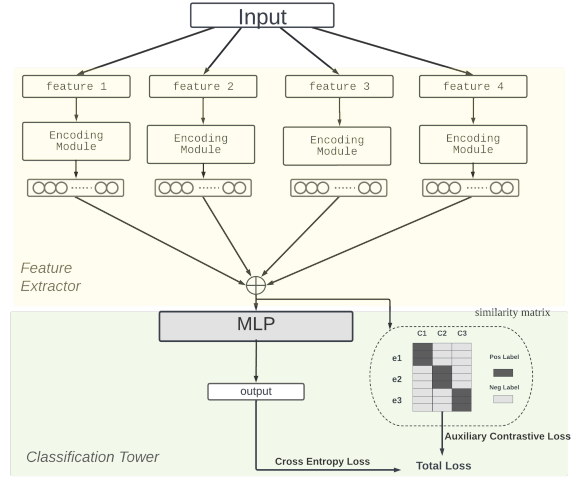 Input
feature 1
feature 2
feature 3
feature 4
Encoding
Module
Encoding
Module
Encoding
Module
Encoding
Module
Feature
Extractor
similarity matrix
MLP
C1 C2 C3
e1
e2
e3
Pos Label
Neg Label
output
Auxiliary Contrastive Loss
Classification Tower
Cross Entropy Loss
Total Loss